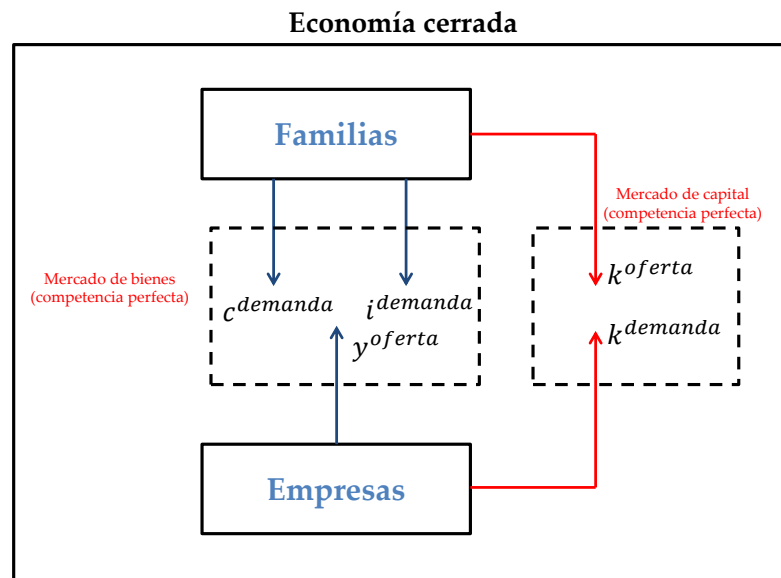 Economía cerrada
Familias
Mercado de capital
(competencia perfecta)
Mercado de bienes
(competencia perfecta)
c^demanda
i^demanda
y^oferta
k^oferta
k^demanda
Empresas